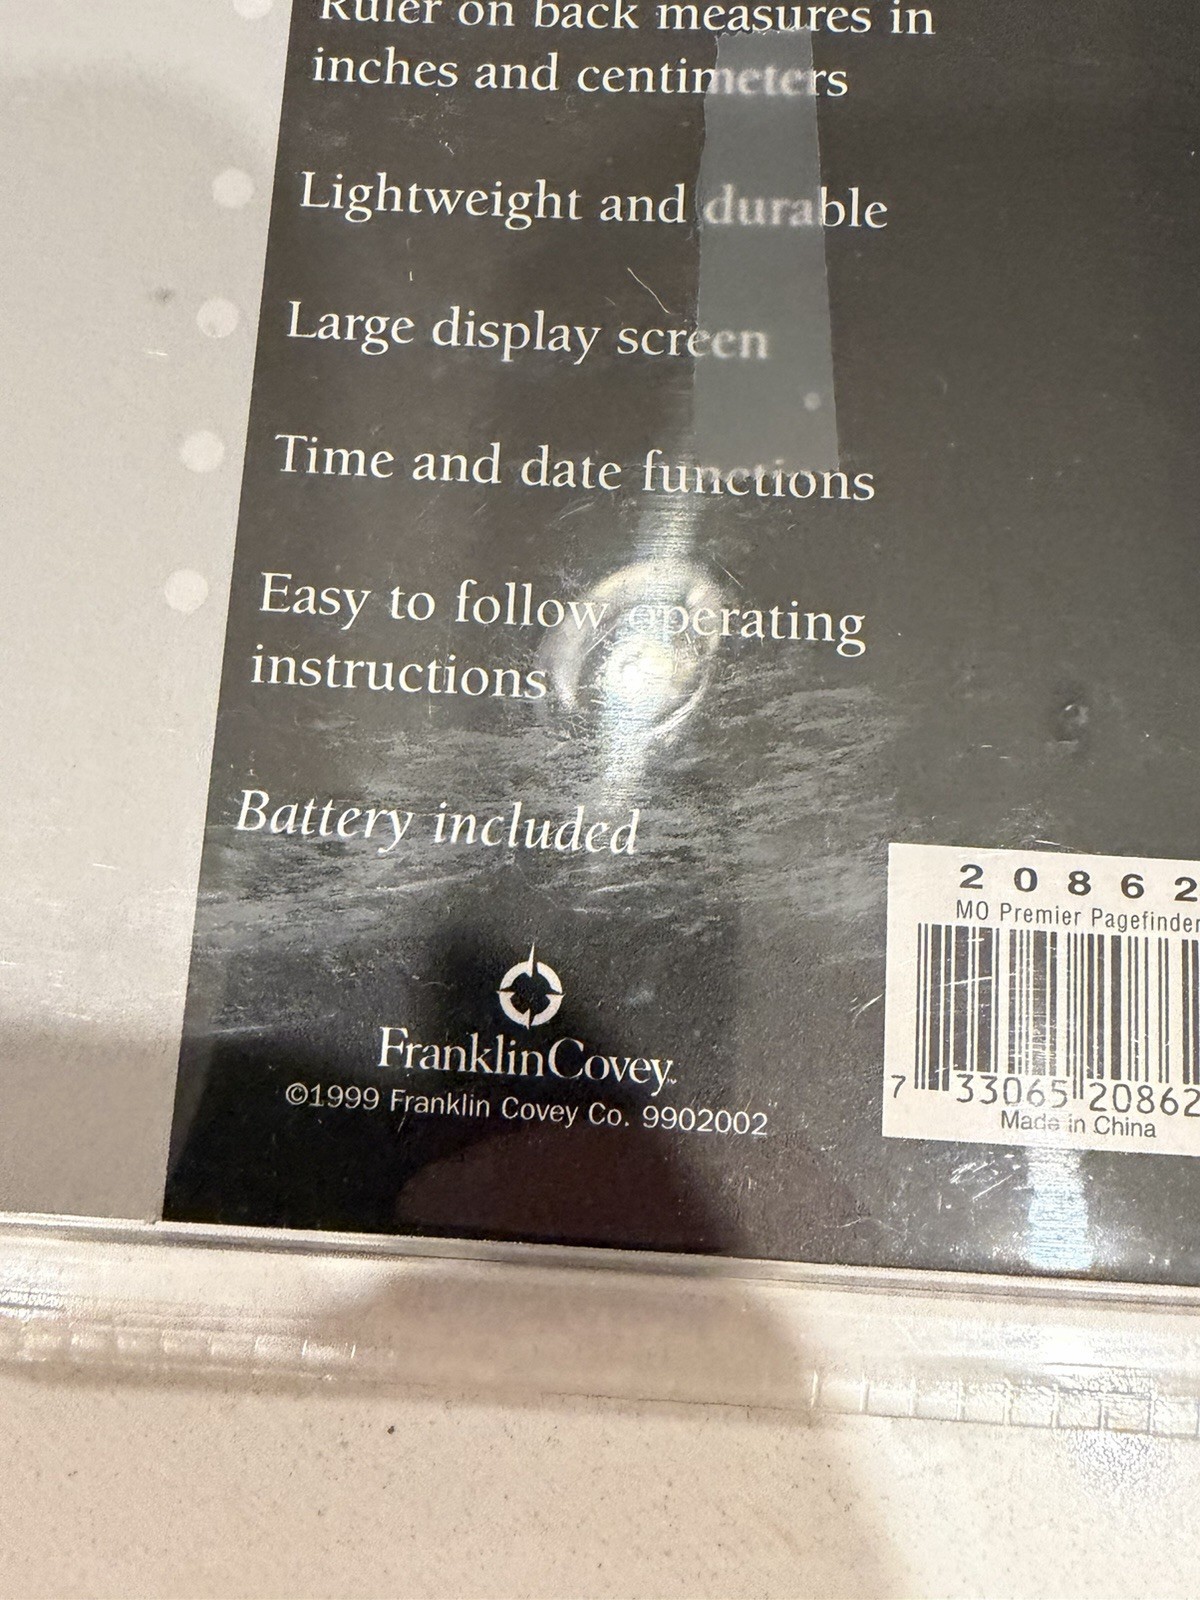 Ruler on back measures in
inches and centimeters
Lightweight and durable
Large display screen
Time and date functions
Easy to follow operating
instructions
Battery included
FranklinCovey™
©1999 Franklin Covey Co. 9902002
2 0 8 6 2
MO Premier Pagefinder
7 33065 20862
Made in China